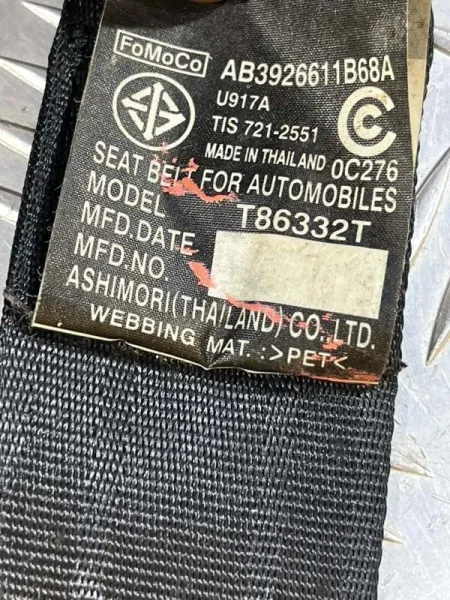 FoMoCo AB3926611B68A
U917A
TIS 721-2551
MADE IN THAILAND 0C276
SEAT BELT FOR AUTOMOBILES
MODEL T86332T
MFD.DATE
MFD.NO.
ASHIMORI(THAILAND) CO.,LTD.
WEBBING MAT. :>PET<